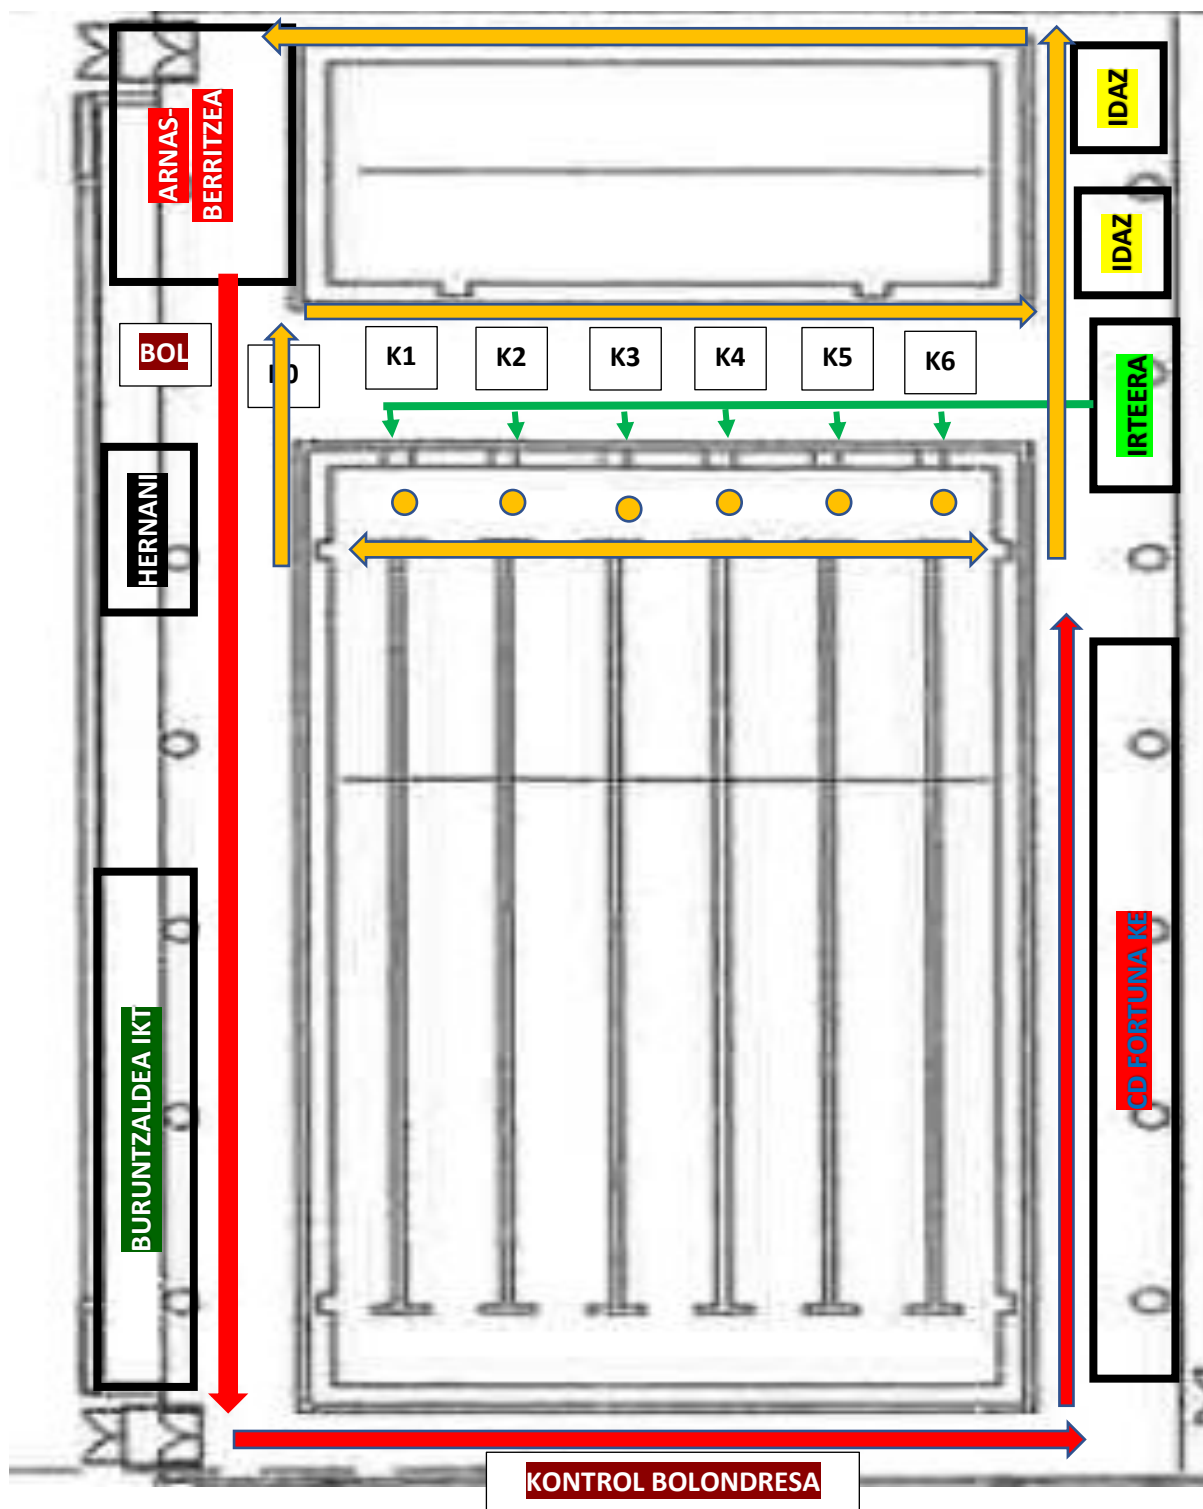 IDAZ
ARNAS-
BERRITZEA
IDAZ
BOL
K1
K2
K3
K4
K5
K6
IRTEERA
HERNANI
CD FORTUNA KE
BURUNTZALDEA IKT
KONTROL BOLONDRESA